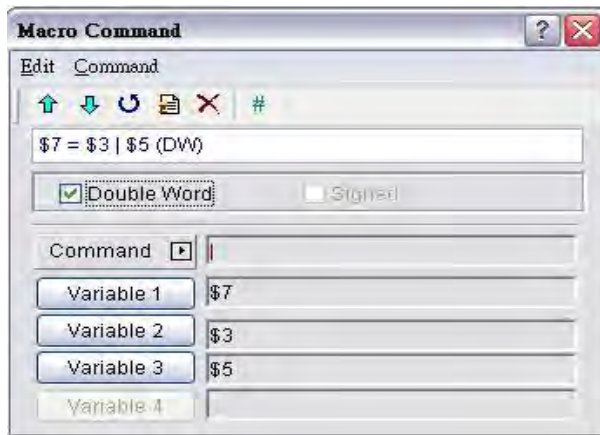 Macro Command
Edit Command
#
$7 = $3 | $5 (DW)
Double Word Signed
Command |
Variable 1 $7
Variable 2 $3
Variable 3 $5
Variable 4